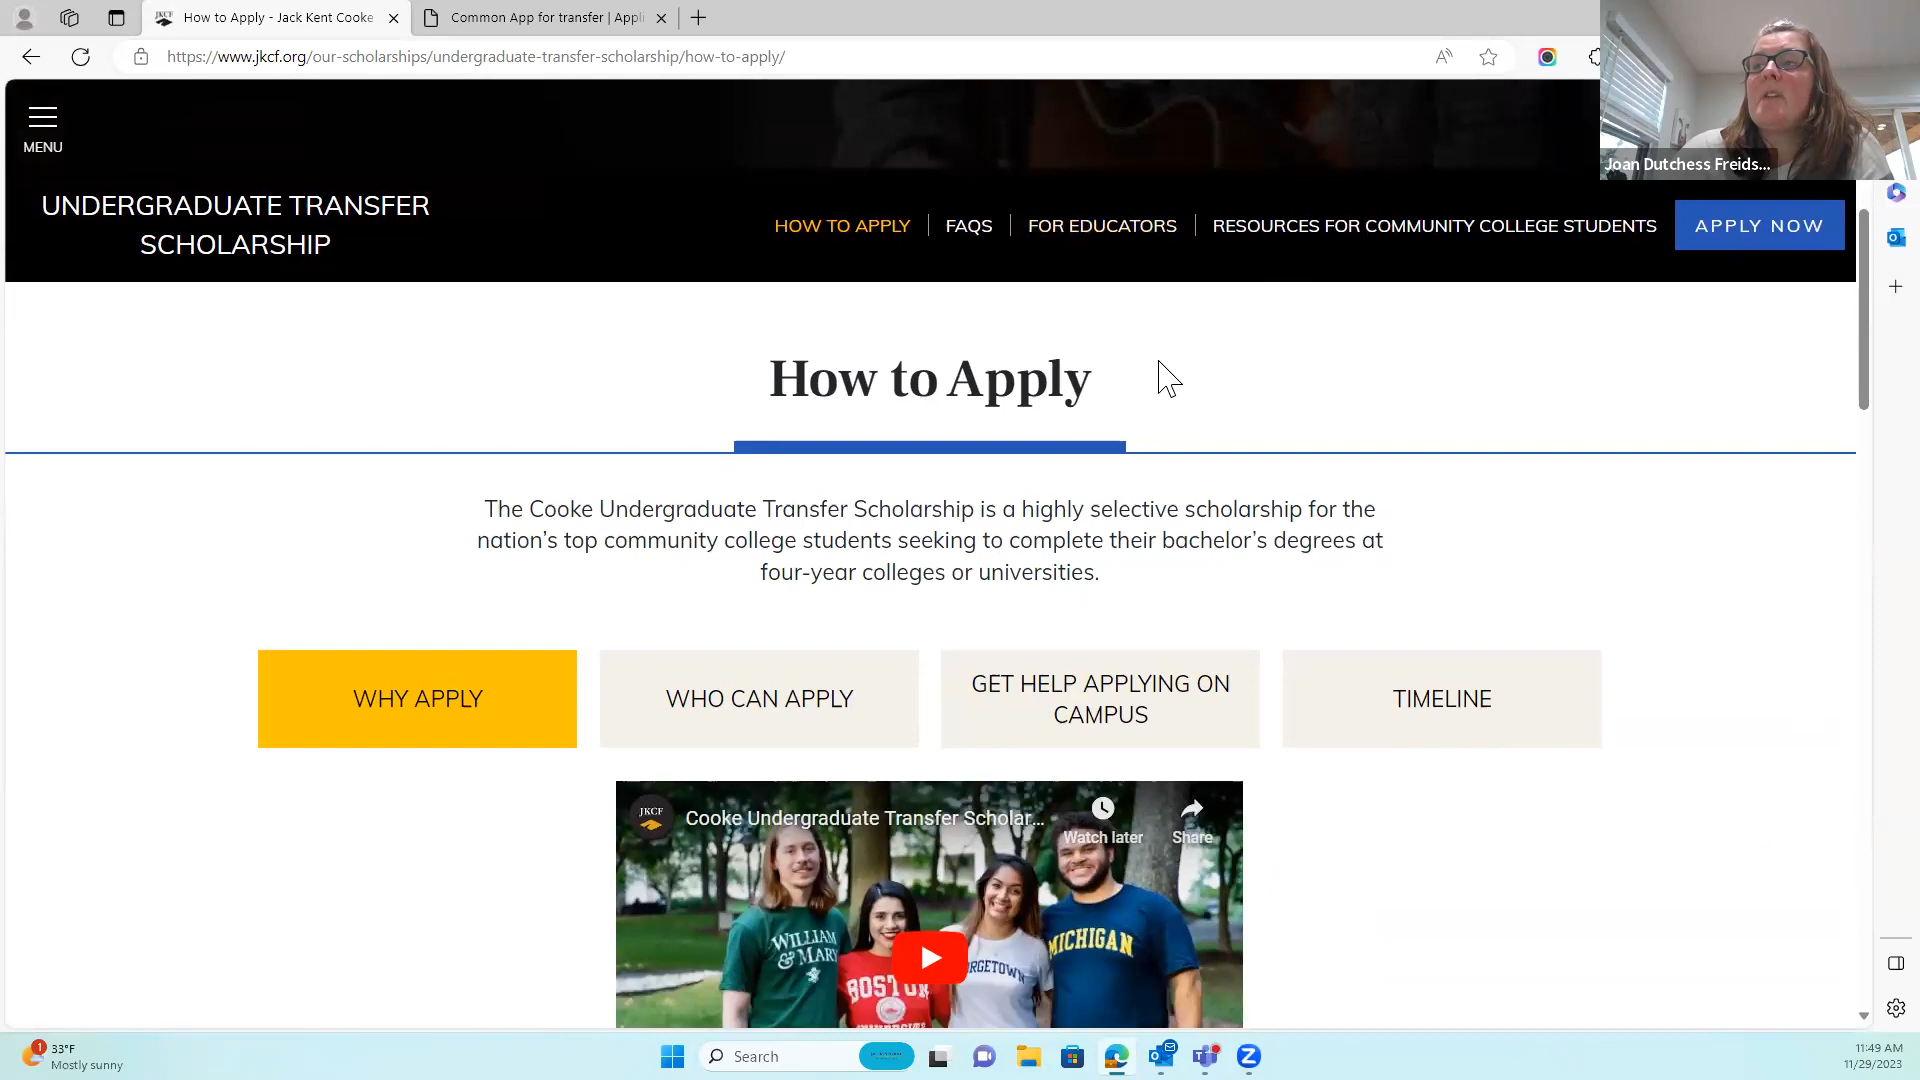 How to Apply - Jack Kent Cooke
Common App for transfer | Appli
https://www.jkcf.org/our-scholarships/undergraduate-transfer-scholarship/how-to-apply/
Joan Dutchess Freids...
MENU
UNDERGRADUATE TRANSFER
SCHOLARSHIP
HOW TO APPLY
FAQS
FOR EDUCATORS
RESOURCES FOR COMMUNITY COLLEGE STUDENTS
APPLY NOW
How to Apply
The Cooke Undergraduate Transfer Scholarship is a highly selective scholarship for the
nation’s top community college students seeking to complete their bachelor’s degrees at
four-year colleges or universities.
WHY APPLY
WHO CAN APPLY
GET HELP APPLYING ON
CAMPUS
TIMELINE
JKCF
Cooke Undergraduate Transfer Scholar...
Watch later
Share
WILLIAM
& MARY
BOSTON
UNIVERSITY
RGETOWN
MICHIGAN
1
33°F
Mostly sunny
Search
11:49 AM
11/29/2023